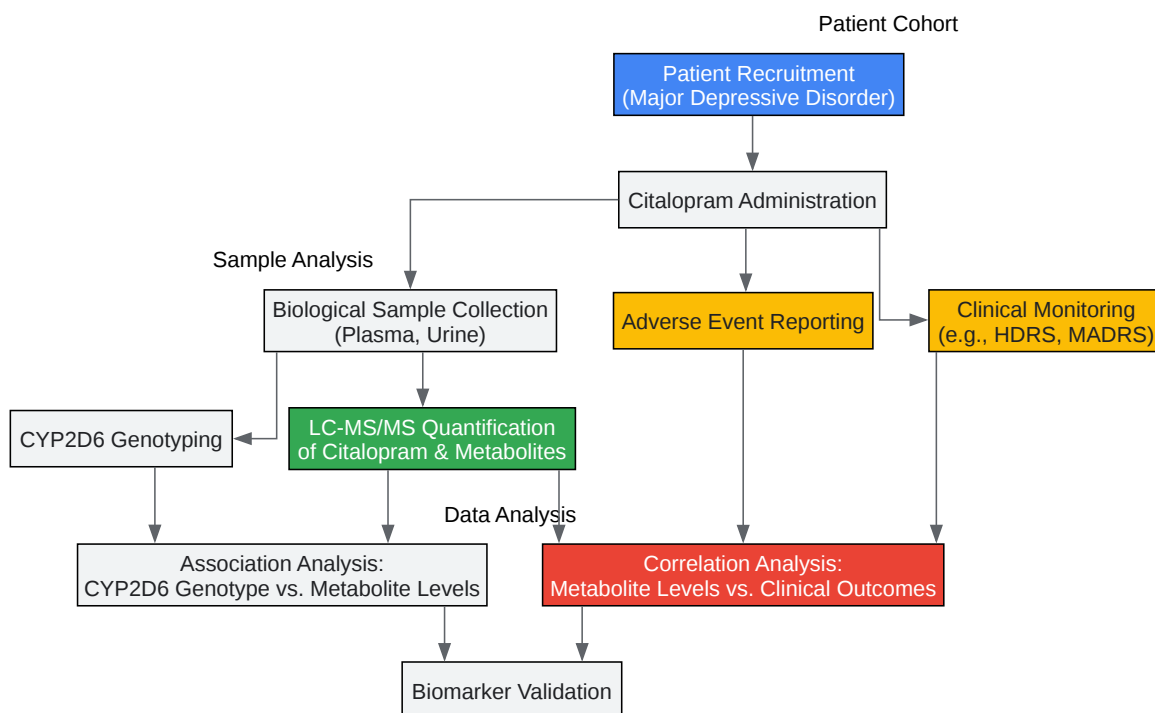 Patient Cohort
Patient Recruitment
(Major Depressive Disorder)
Citalopram Administration
Sample Analysis
Biological Sample Collection
(Plasma, Urine)
Adverse Event Reporting
Clinical Monitoring
(e.g., HDRS, MADRS)
CYP2D6 Genotyping
LC-MS/MS Quantification
of Citalopram & Metabolites
Data Analysis
Association Analysis:
CYP2D6 Genotype vs. Metabolite Levels
Correlation Analysis:
Metabolite Levels vs. Clinical Outcomes
Biomarker Validation